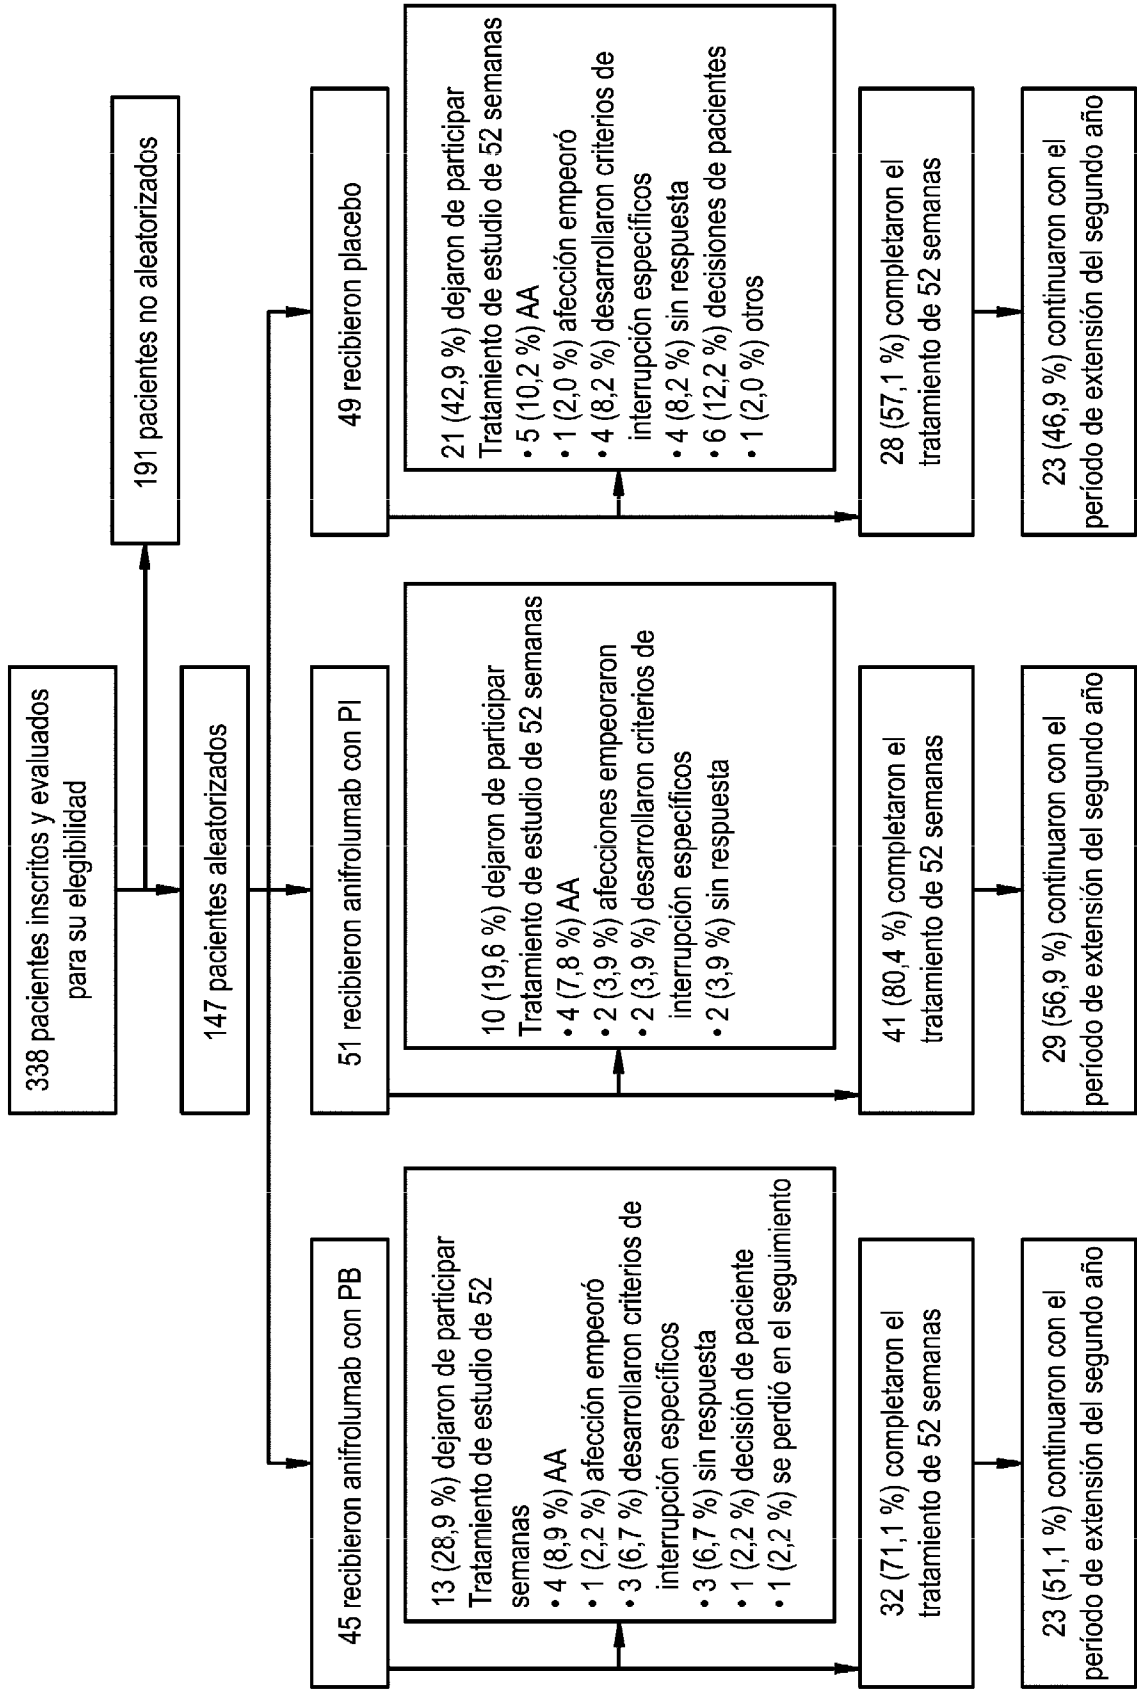 338 pacientes inscritos y evaluados
para su elegibilidad
191 pacientes no aleatorizados
147 pacientes aleatorizados
45 recibieron anifrolumab con PB
13 (28,9 %) dejaron de participar
Tratamiento de estudio de 52
semanas
• 4 (8,9 %) AA
• 1 (2,2 %) afección empeoró
• 3 (6,7 %) desarrollaron criterios de
interrupción específicos
• 3 (6,7 %) sin respuesta
• 1 (2,2 %) decisión de paciente
• 1 (2,2 %) se perdió en el seguimiento
32 (71,1 %) completaron el
tratamiento de 52 semanas
23 (51,1 %) continuaron con el
período de extensión del segundo año
51 recibieron anifrolumab con PI
10 (19,6 %) dejaron de participar
Tratamiento de estudio de 52 semanas
• 4 (7,8 %) AA
• 2 (3,9 %) afecciones empeoraron
• 2 (3,9 %) desarrollaron criterios de
interrupción específicos
• 2 (3,9 %) sin respuesta
41 (80,4 %) completaron el
tratamiento de 52 semanas
29 (56,9 %) continuaron con el
período de extensión del segundo año
49 recibieron placebo
21 (42,9 %) dejaron de participar
Tratamiento de estudio de 52 semanas
• 5 (10,2 %) AA
• 1 (2,0 %) afección empeoró
• 4 (8,2 %) desarrollaron criterios de
interrupción específicos
• 4 (8,2 %) sin respuesta
• 6 (12,2 %) decisiones de pacientes
• 1 (2,0 %) otros
28 (57,1 %) completaron el
tratamiento de 52 semanas
23 (46,9 %) continuaron con el
período de extensión del segundo año